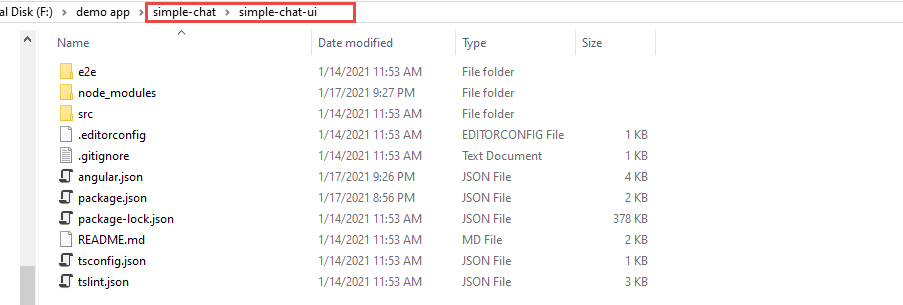 al Disk (F:) > demo app > simple-chat > simple-chat-ui
Name Date modified Type Size
e2e 1/14/2021 11:53 AM File folder
node_modules 1/17/2021 9:27 PM File folder
src 1/14/2021 11:53 AM File folder
.editorconfig 1/14/2021 11:53 AM EDITORCONFIG File 1 KB
.gitignore 1/14/2021 11:53 AM Text Document 1 KB
angular.json 1/17/2021 9:26 PM JSON File 4 KB
package.json 1/17/2021 8:56 PM JSON File 2 KB
package-lock.json 1/14/2021 11:53 AM JSON File 378 KB
README.md 1/14/2021 11:53 AM MD File 2 KB
tsconfig.json 1/14/2021 11:53 AM JSON File 1 KB
tslint.json 1/14/2021 11:53 AM JSON File 2 KB